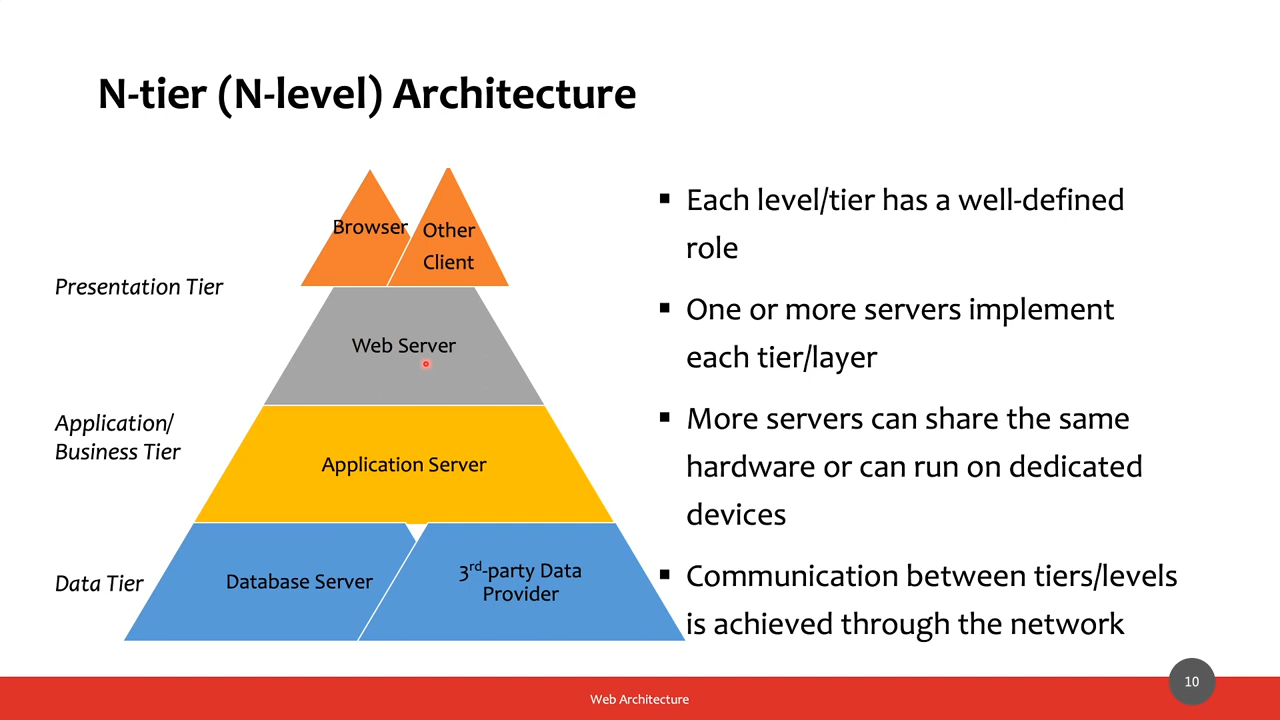 N-tier (N-level) Architecture
Browser
Other
Client
Presentation Tier
Web Server
Application/
Business Tier
Application Server
Data Tier
Database Server
3rd-party Data
Provider
▪ Each level/tier has a well-defined
role
▪ One or more servers implement
each tier/layer
▪ More servers can share the same
hardware or can run on dedicated
devices
▪ Communication between tiers/levels
is achieved through the network
Web Architecture
10